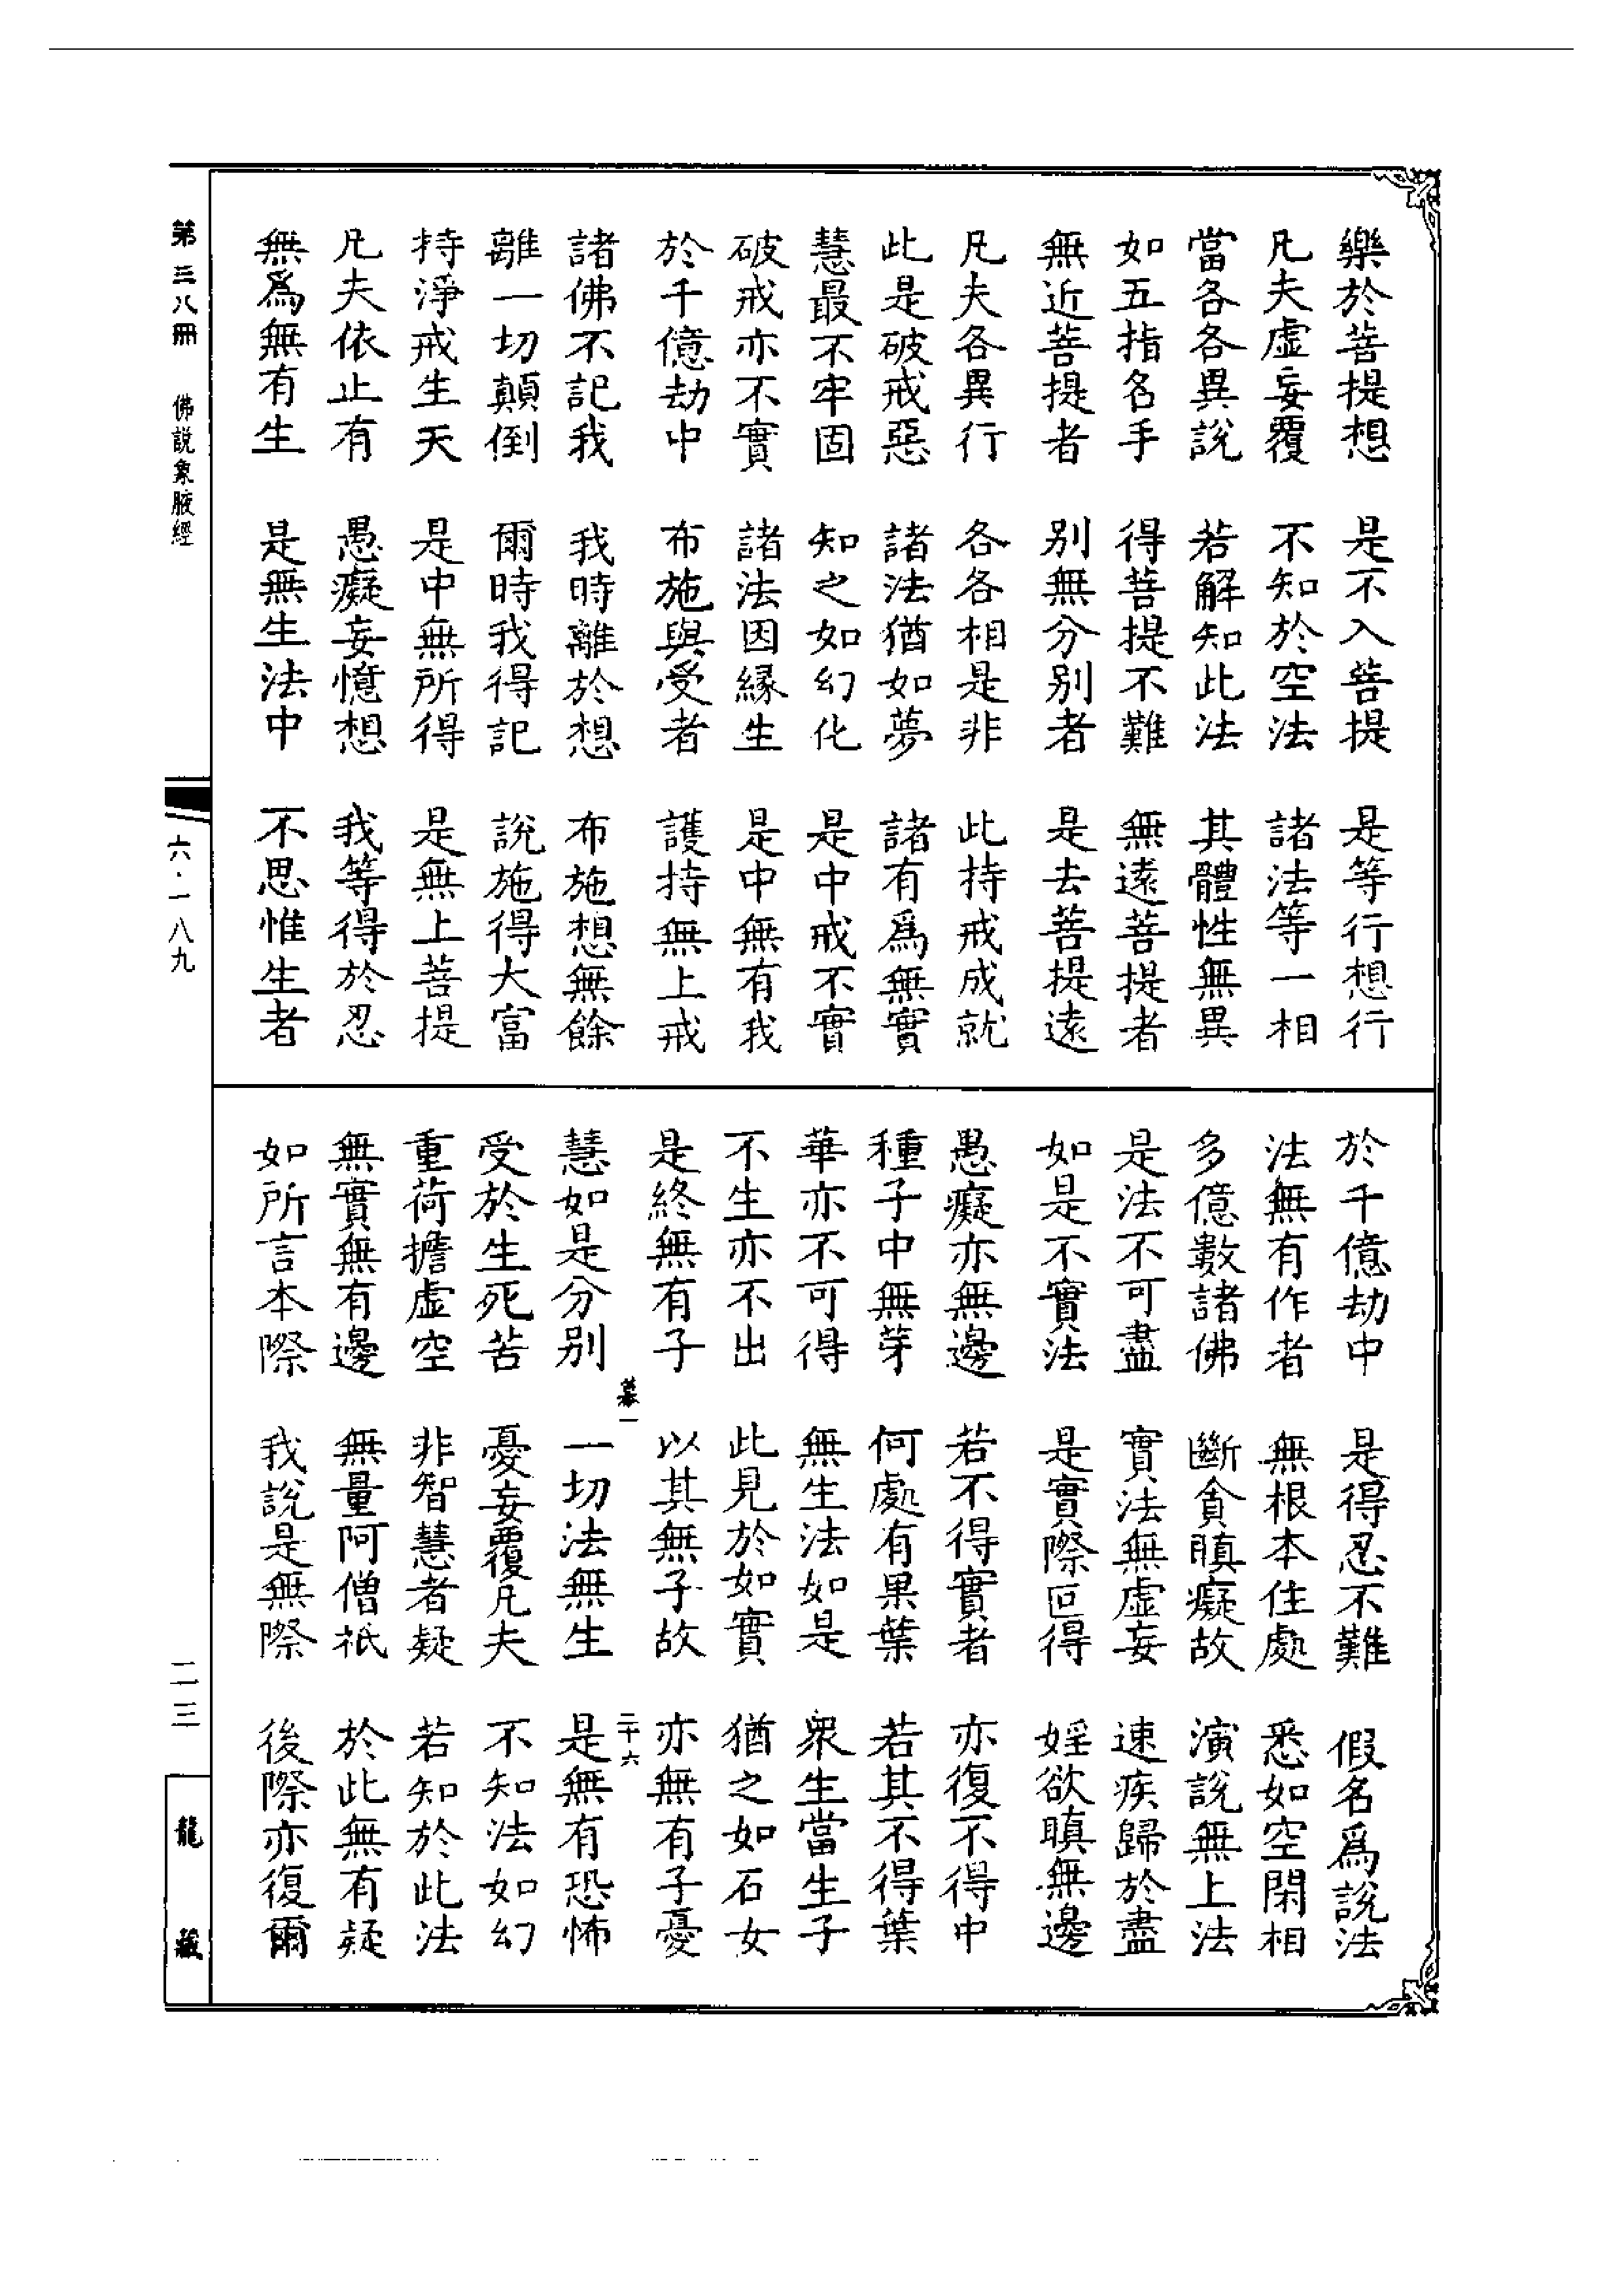 樂於菩提想　是不入菩提　是等行想行
凡夫虛妄覆　不知於空法　諸法等一相
當各各異說　若解知此法　其體性無異
如五指名手　得菩提不難　無遠菩提者
無近菩提者　別無分別者　是去菩提遠
凡夫各異行　各各相是非　此持戒成就
此是破戒惡　諸法猶如夢　諸有爲無實
慧最不牢固　知之如幻化　是中戒不實
破戒亦不實　諸法因緣生　是中無有我
於千億劫中　布施與受者　護持無上戒
諸佛不記我　我時離於想　布施想無餘
離一切顛倒　爾時我得記　說施得大富
持淨戒生天　是中無所得　是無上菩提
凡夫依止有　愚癡妄憶想　我等得於忍
無爲無有生　是無生法中　不思惟生者
於千億劫中　是得忍不難　假名爲說法
法無有作者　無根本住處　悉如空閑相
多億數諸佛　斷貪瞋癡故　演說無上法
是法不可盡　實法無虛妄　速疾歸於盡
如是不實法　是實際叵得　婬欲瞋無邊
愚癡亦無邊　若不得實者　亦復不得中
種子中無芽　何處有果葉　若其不得葉
華亦不可得　無生法如是　衆生當生子
不生亦不出　此見於如實　猶之如石女
是終無有子　以其無子故　亦無有子憂
慕一　二十六
慧如是分別　一切法無生　是無有恐怖
受於生死苦　憂妄覆凡夫　不知法如幻
重荷擔虛空　非智慧者疑　若知於此法
無實無有邊　無量阿僧祇　於此無有疑
如所言本際　我說是無際　後際亦復爾
第三八冊　佛說象腋經　六·一八九　二三　龍藏